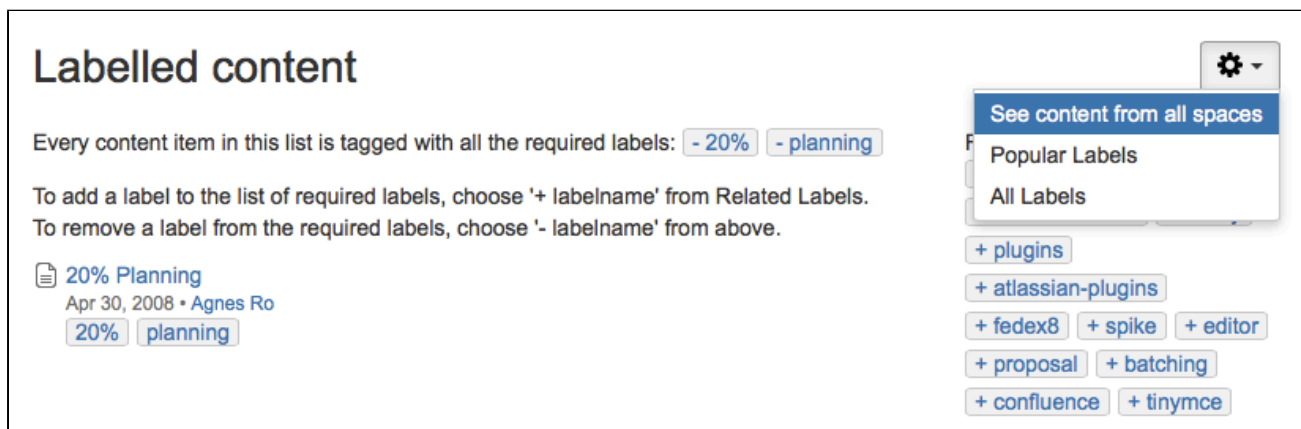 Labelled content
See content from all spaces
Popular Labels
All Labels
Every content item in this list is tagged with all the required labels: - 20% - planning
To add a label to the list of required labels, choose '+ labelname' from Related Labels.
To remove a label from the required labels, choose '- labelname' from above.
20% Planning
Apr 30, 2008 • Agnes Ro
20% planning
+ plugins
+ atlassian-plugins
+ fedex8 + spike + editor
+ proposal + batching
+ confluence + tinymce